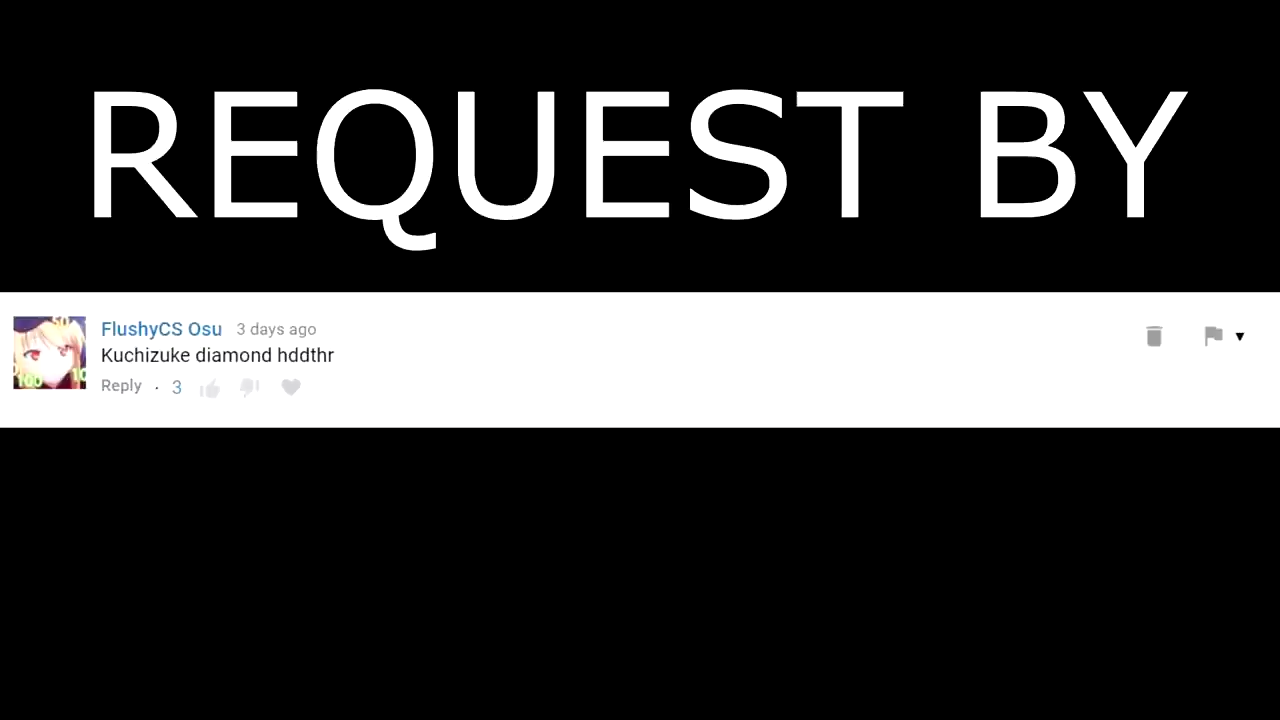 REQUEST BY
FlushyCS Osu 3 days ago
Kuchizuke diamond hddthr
Reply · 3